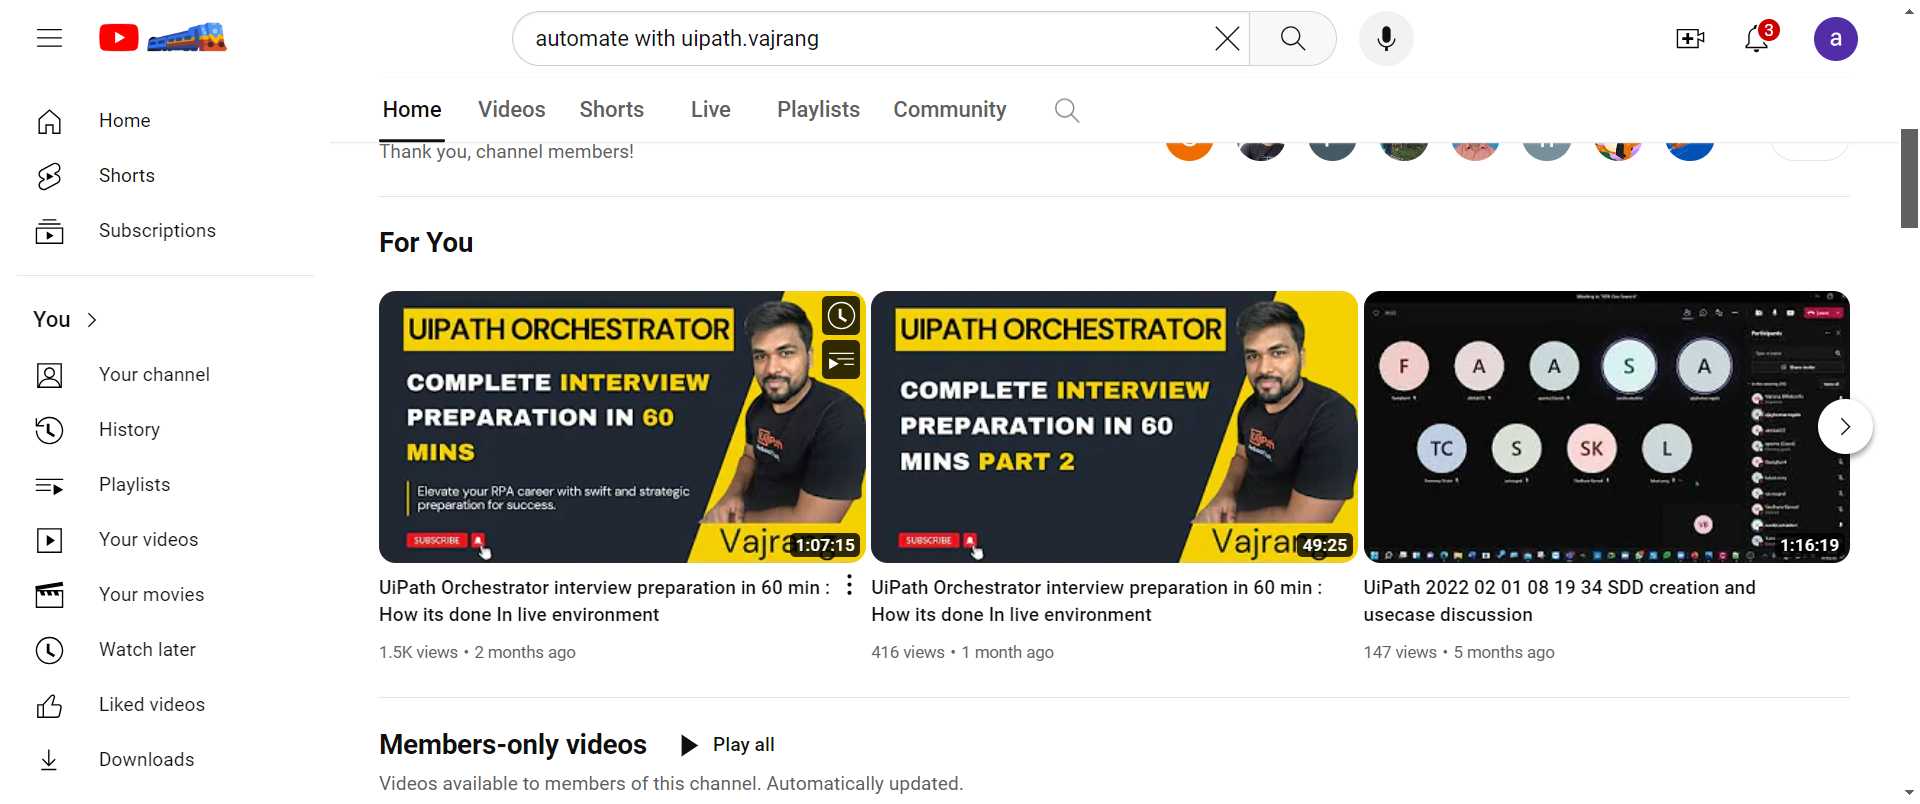 automate with uipath.vajrang
3
a
Home
Shorts
Subscriptions
You
Your channel
History
Playlists
Your videos
Your movies
Watch later
Liked videos
Downloads
Home
Videos
Shorts
Live
Playlists
Community
Thank you, channel members!
For You
UIPATH ORCHESTRATOR
COMPLETE INTERVIEW
PREPARATION IN 60
MINS
Elevate your RPA career with swift and strategic
preparation for success.
SUBSCRIBE
1:07:15
UiPath Orchestrator interview preparation in 60 min :
How its done In live environment
1.5K views • 2 months ago
UIPATH ORCHESTRATOR
COMPLETE INTERVIEW
PREPARATION IN 60
MINS PART 2
SUBSCRIBE
49:25
UiPath Orchestrator interview preparation in 60 min :
How its done In live environment
416 views • 1 month ago
Participants
F
A
A
S
A
TC
S
SK
L
VB
1:16:19
UiPath 2022 02 01 08 19 34 SDD creation and
usecase discussion
147 views • 5 months ago
Members-only videos
Play all
Videos available to members of this channel. Automatically updated.